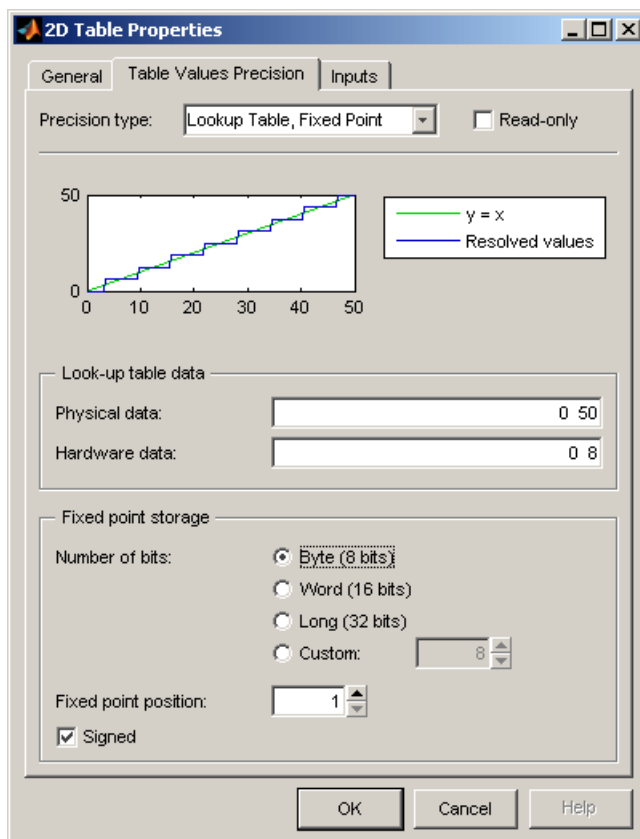 2D Table Properties
General Table Values Precision Inputs
Precision type: Lookup Table, Fixed Point Read-only
50
0
0 10 20 30 40 50
y = x
Resolved values
Look-up table data
Physical data: 0 50
Hardware data: 0 8
Fixed point storage
Number of bits: Byte (8 bits)
Word (16 bits)
Long (32 bits)
Custom: 8
Fixed point position: 1
Signed
OK Cancel Help